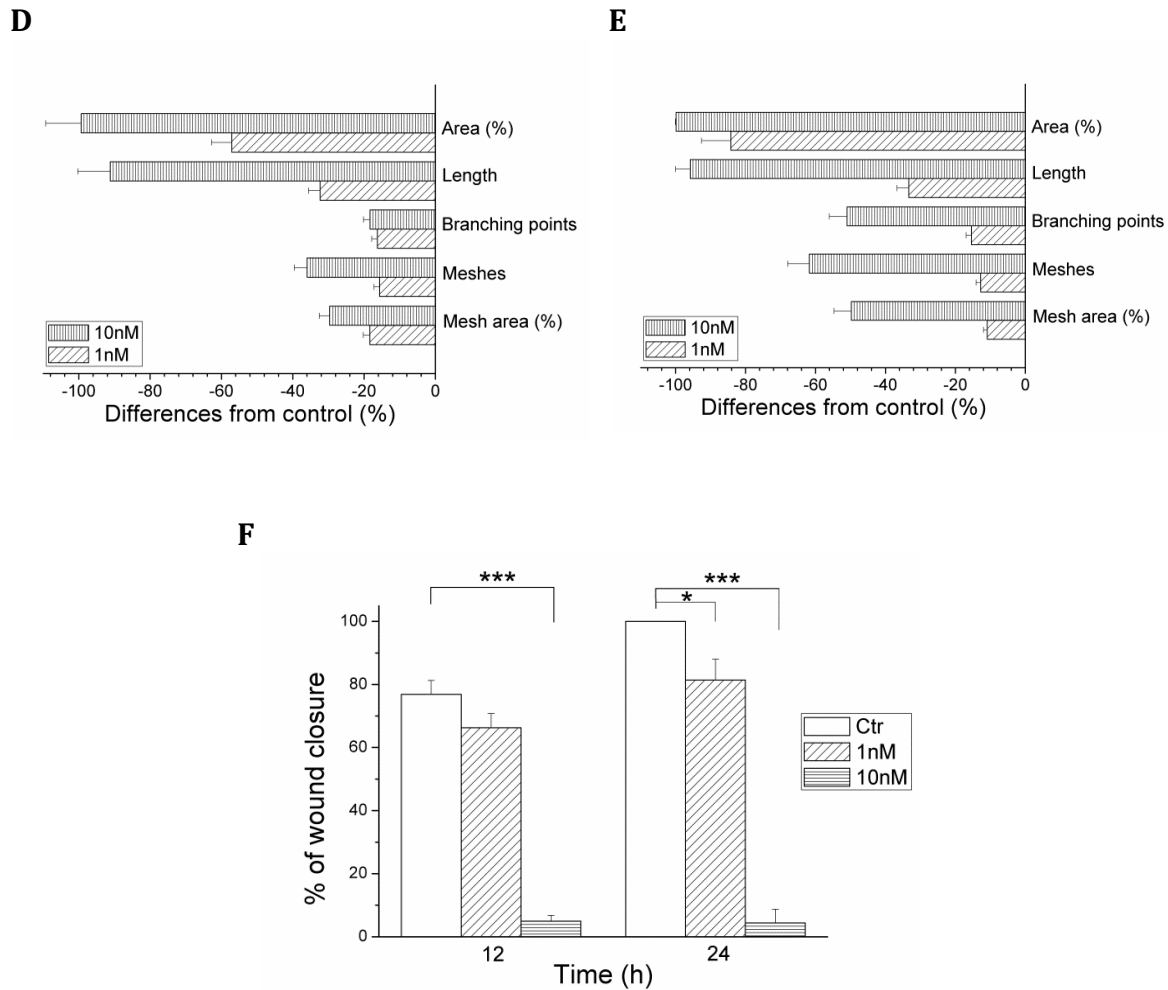 D
Area (%)
Length
Branching points
Meshes
Mesh area (%)
10nM
1nM
-100 -80 -60 -40 -20 0
Differences from control (%)
E
Area (%)
Length
Branching points
Meshes
Mesh area (%)
10nM
1nM
-100 -80 -60 -40 -20 0
Differences from control (%)
F
*** ***
*
100
80
60
40
20
0
% of wound closure
12 24
Time (h)
Ctr
1nM
10nM